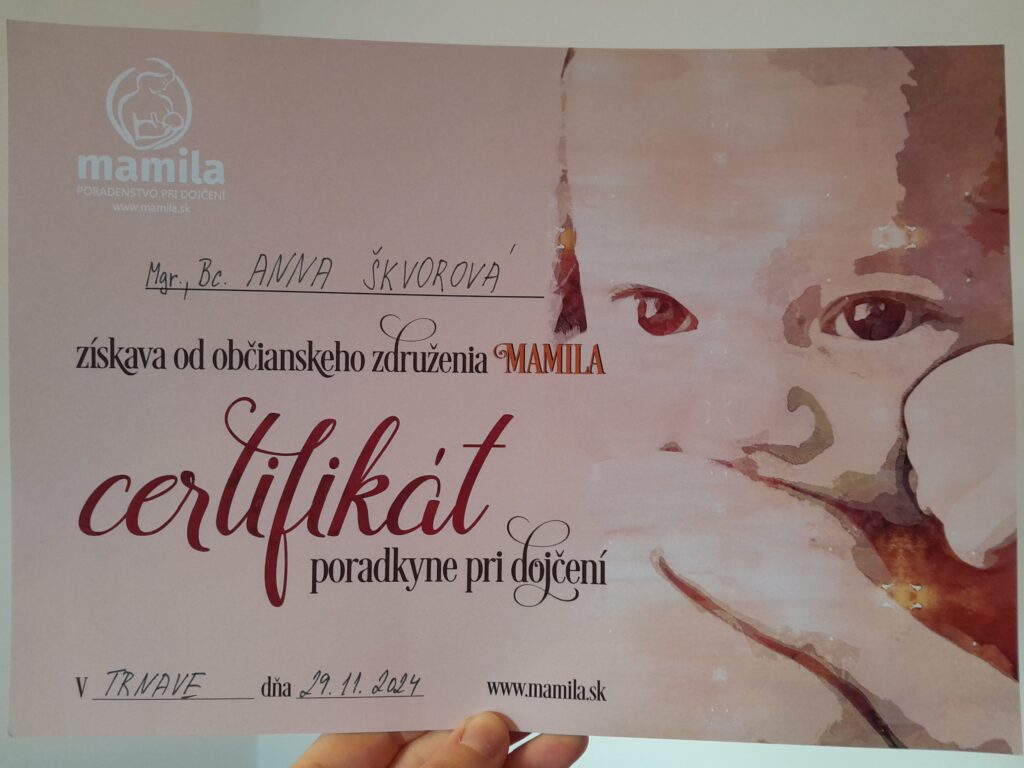 mamila
PORADENSTVO PRI DOJČENÍ
www.mamila.sk
Mgr., Bc. ANNA ŠKVOROVÁ
získava od občianskeho združenia MAMILA
certifikát
poradkyne pri dojčení
V TRNAVE dňa 29.11.2024 www.mamila.sk